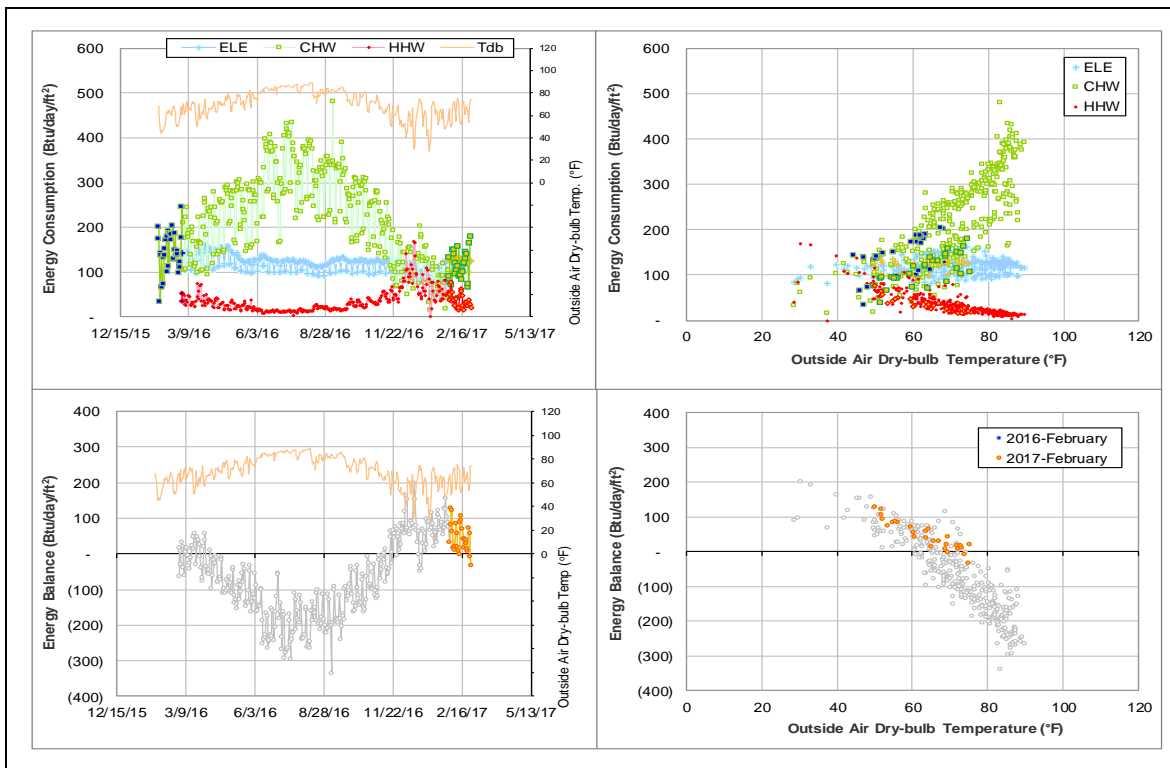 ELE CHW HHW Tdb
Energy Consumption (Btu/day/ft²)
600
500
400
300
200
100
-
120
100
80
60
40
20
0
Outside Air Dry-bulb Temp. (°F)
12/15/15 3/9/16 6/3/16 8/28/16 11/22/16 2/16/17 5/13/17
Energy Consumption (Btu/day/ft²)
600
500
400
300
200
100
-
ELE
CHW
HHW
0 20 40 60 80 100 120
Outside Air Dry-bulb Temperature (°F)
Energy Balance (Btu/day/ft²)
400
300
200
100
-
(100)
(200)
(300)
(400)
120
100
80
60
40
20
0
Outside Air Dry-bulb Temp (°F)
12/15/15 3/9/16 6/3/16 8/28/16 11/22/16 2/16/17 5/13/17
Energy Balance (Btu/day/ft²)
400
300
200
100
-
(100)
(200)
(300)
(400)
2016-February
2017-February
0 20 40 60 80 100 120
Outside Air Dry-bulb Temperature (°F)